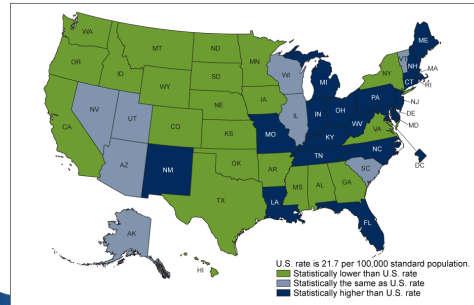 WA
MT
ND
MN
OR
ID
SD
WI
MI
VT
ME
NH
MA
NY
CT
RI
WY
IA
NE
PA
NJ
NV
UT
CO
IL
IN
OH
DE
MD
WV
VA
CA
KS
MO
KY
DC
NC
TN
AZ
NM
OK
AR
SC
MS
AL
GA
TX
LA
FL
AK
HI
U.S. rate is 21.7 per 100,000 standard population.
Statistically lower than U.S. rate
Statistically the same as U.S. rate
Statistically higher than U.S. rate